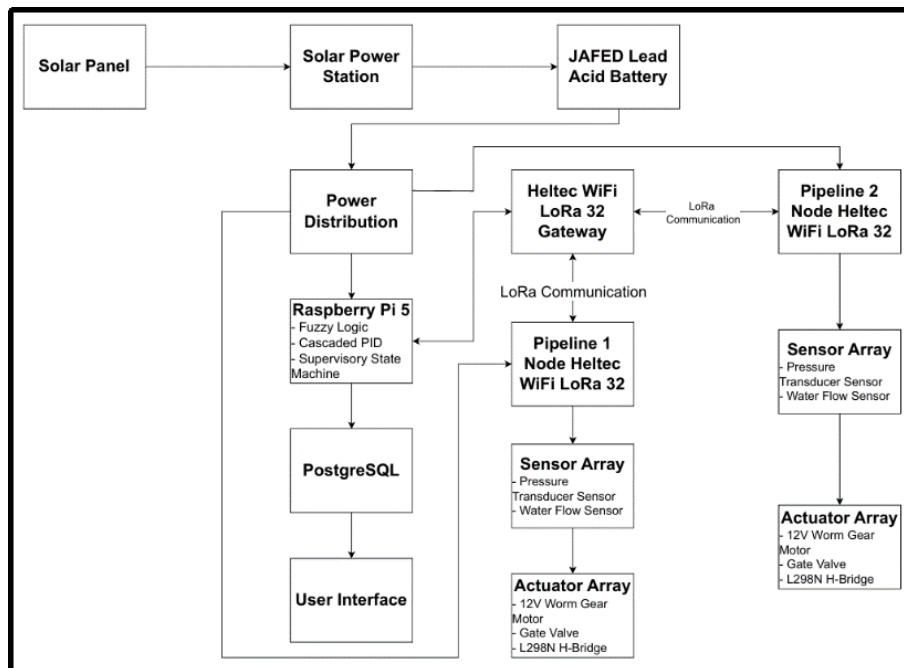 Solar Panel
Solar Power
Station
JAFED Lead
Acid Battery
Power
Distribution
Heltec WiFi
LoRa 32
Gateway
LoRa
Communication
Pipeline 2
Node Heltec
WiFi LoRa 32
LoRa Communication
Raspberry Pi 5
- Fuzzy Logic
- Cascaded PID
- Supervisory State
Machine
Pipeline 1
Node Heltec
WiFi LoRa 32
Sensor Array
- Pressure
Transducer Sensor
- Water Flow Sensor
PostgreSQL
Sensor Array
- Pressure
Transducer Sensor
- Water Flow Sensor
Actuator Array
- 12V Worm Gear
Motor
- Gate Valve
- L298N H-Bridge
User Interface
Actuator Array
- 12V Worm Gear
Motor
- Gate Valve
- L298N H-Bridge